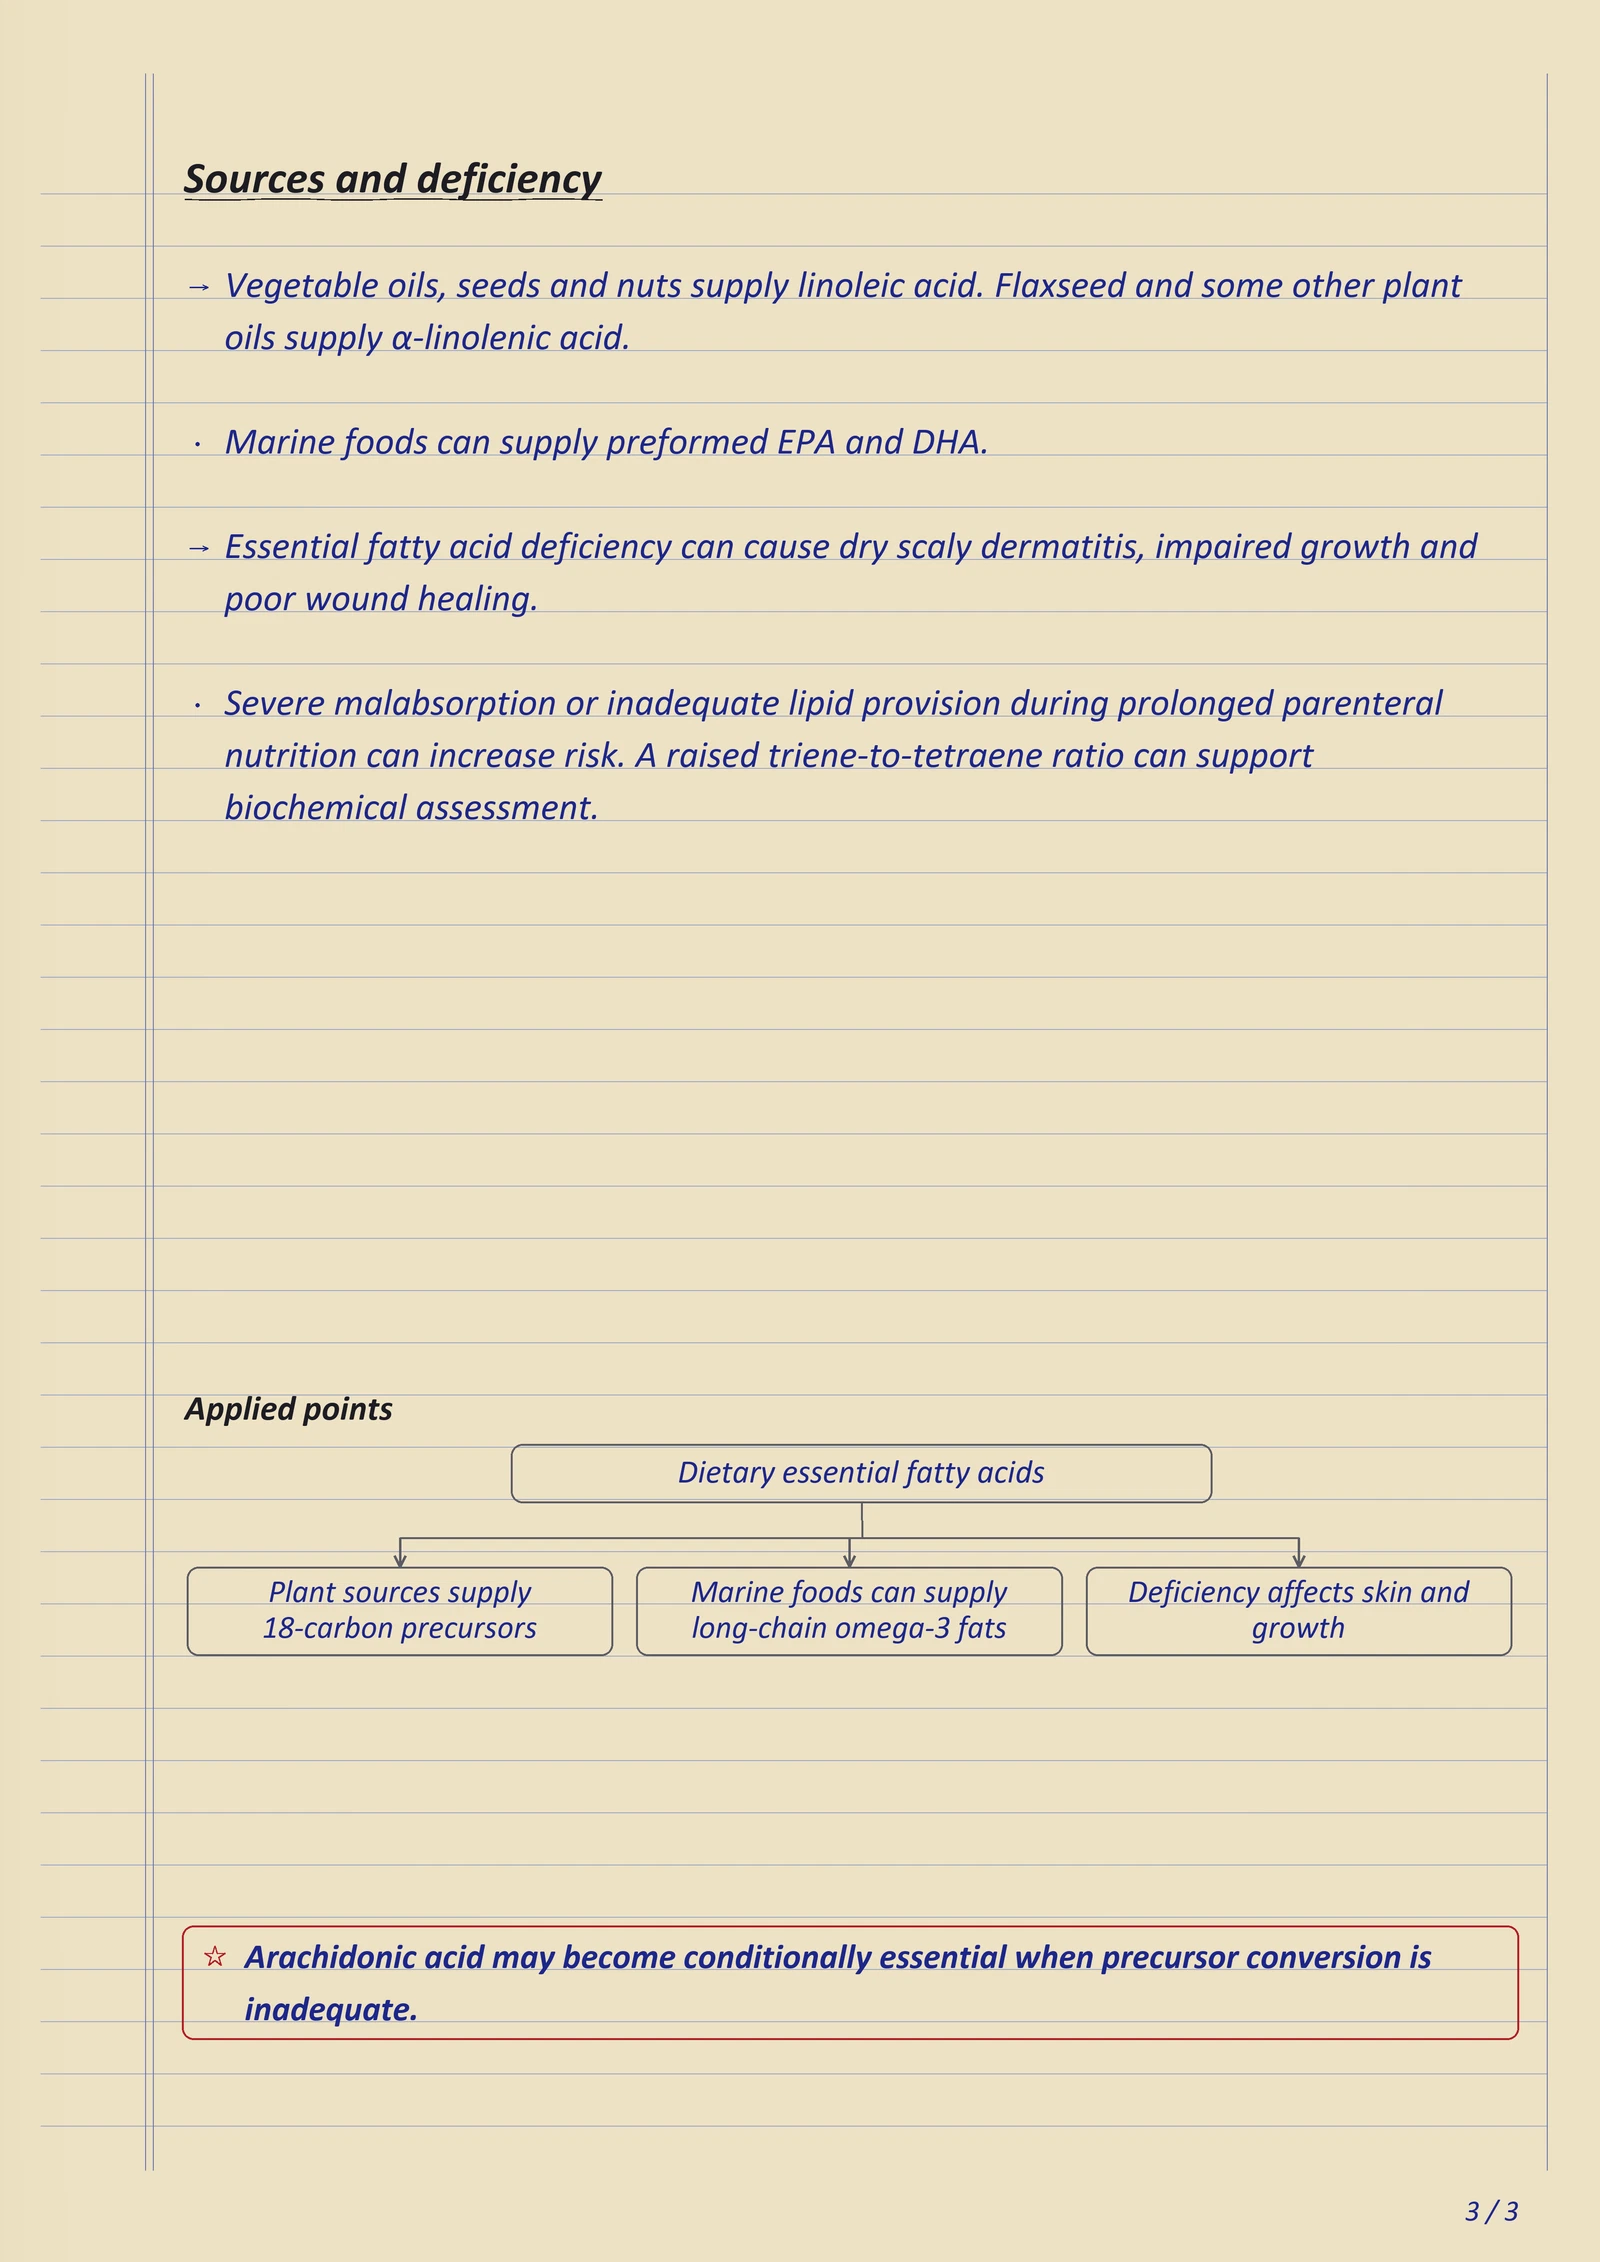 Sources and deficiency
→ Vegetable oils, seeds and nuts supply linoleic acid. Flaxseed and some other plant
oils supply α-linolenic acid.
· Marine foods can supply preformed EPA and DHA.
→ Essential fatty acid deficiency can cause dry scaly dermatitis, impaired growth and
poor wound healing.
· Severe malabsorption or inadequate lipid provision during prolonged parenteral
nutrition can increase risk. A raised triene-to-tetraene ratio can support
biochemical assessment.
Applied points
Dietary essential fatty acids
Plant sources supply
18-carbon precursors
Marine foods can supply
long-chain omega-3 fats
Deficiency affects skin and
growth
☆ Arachidonic acid may become conditionally essential when precursor conversion is
inadequate.
3 / 3